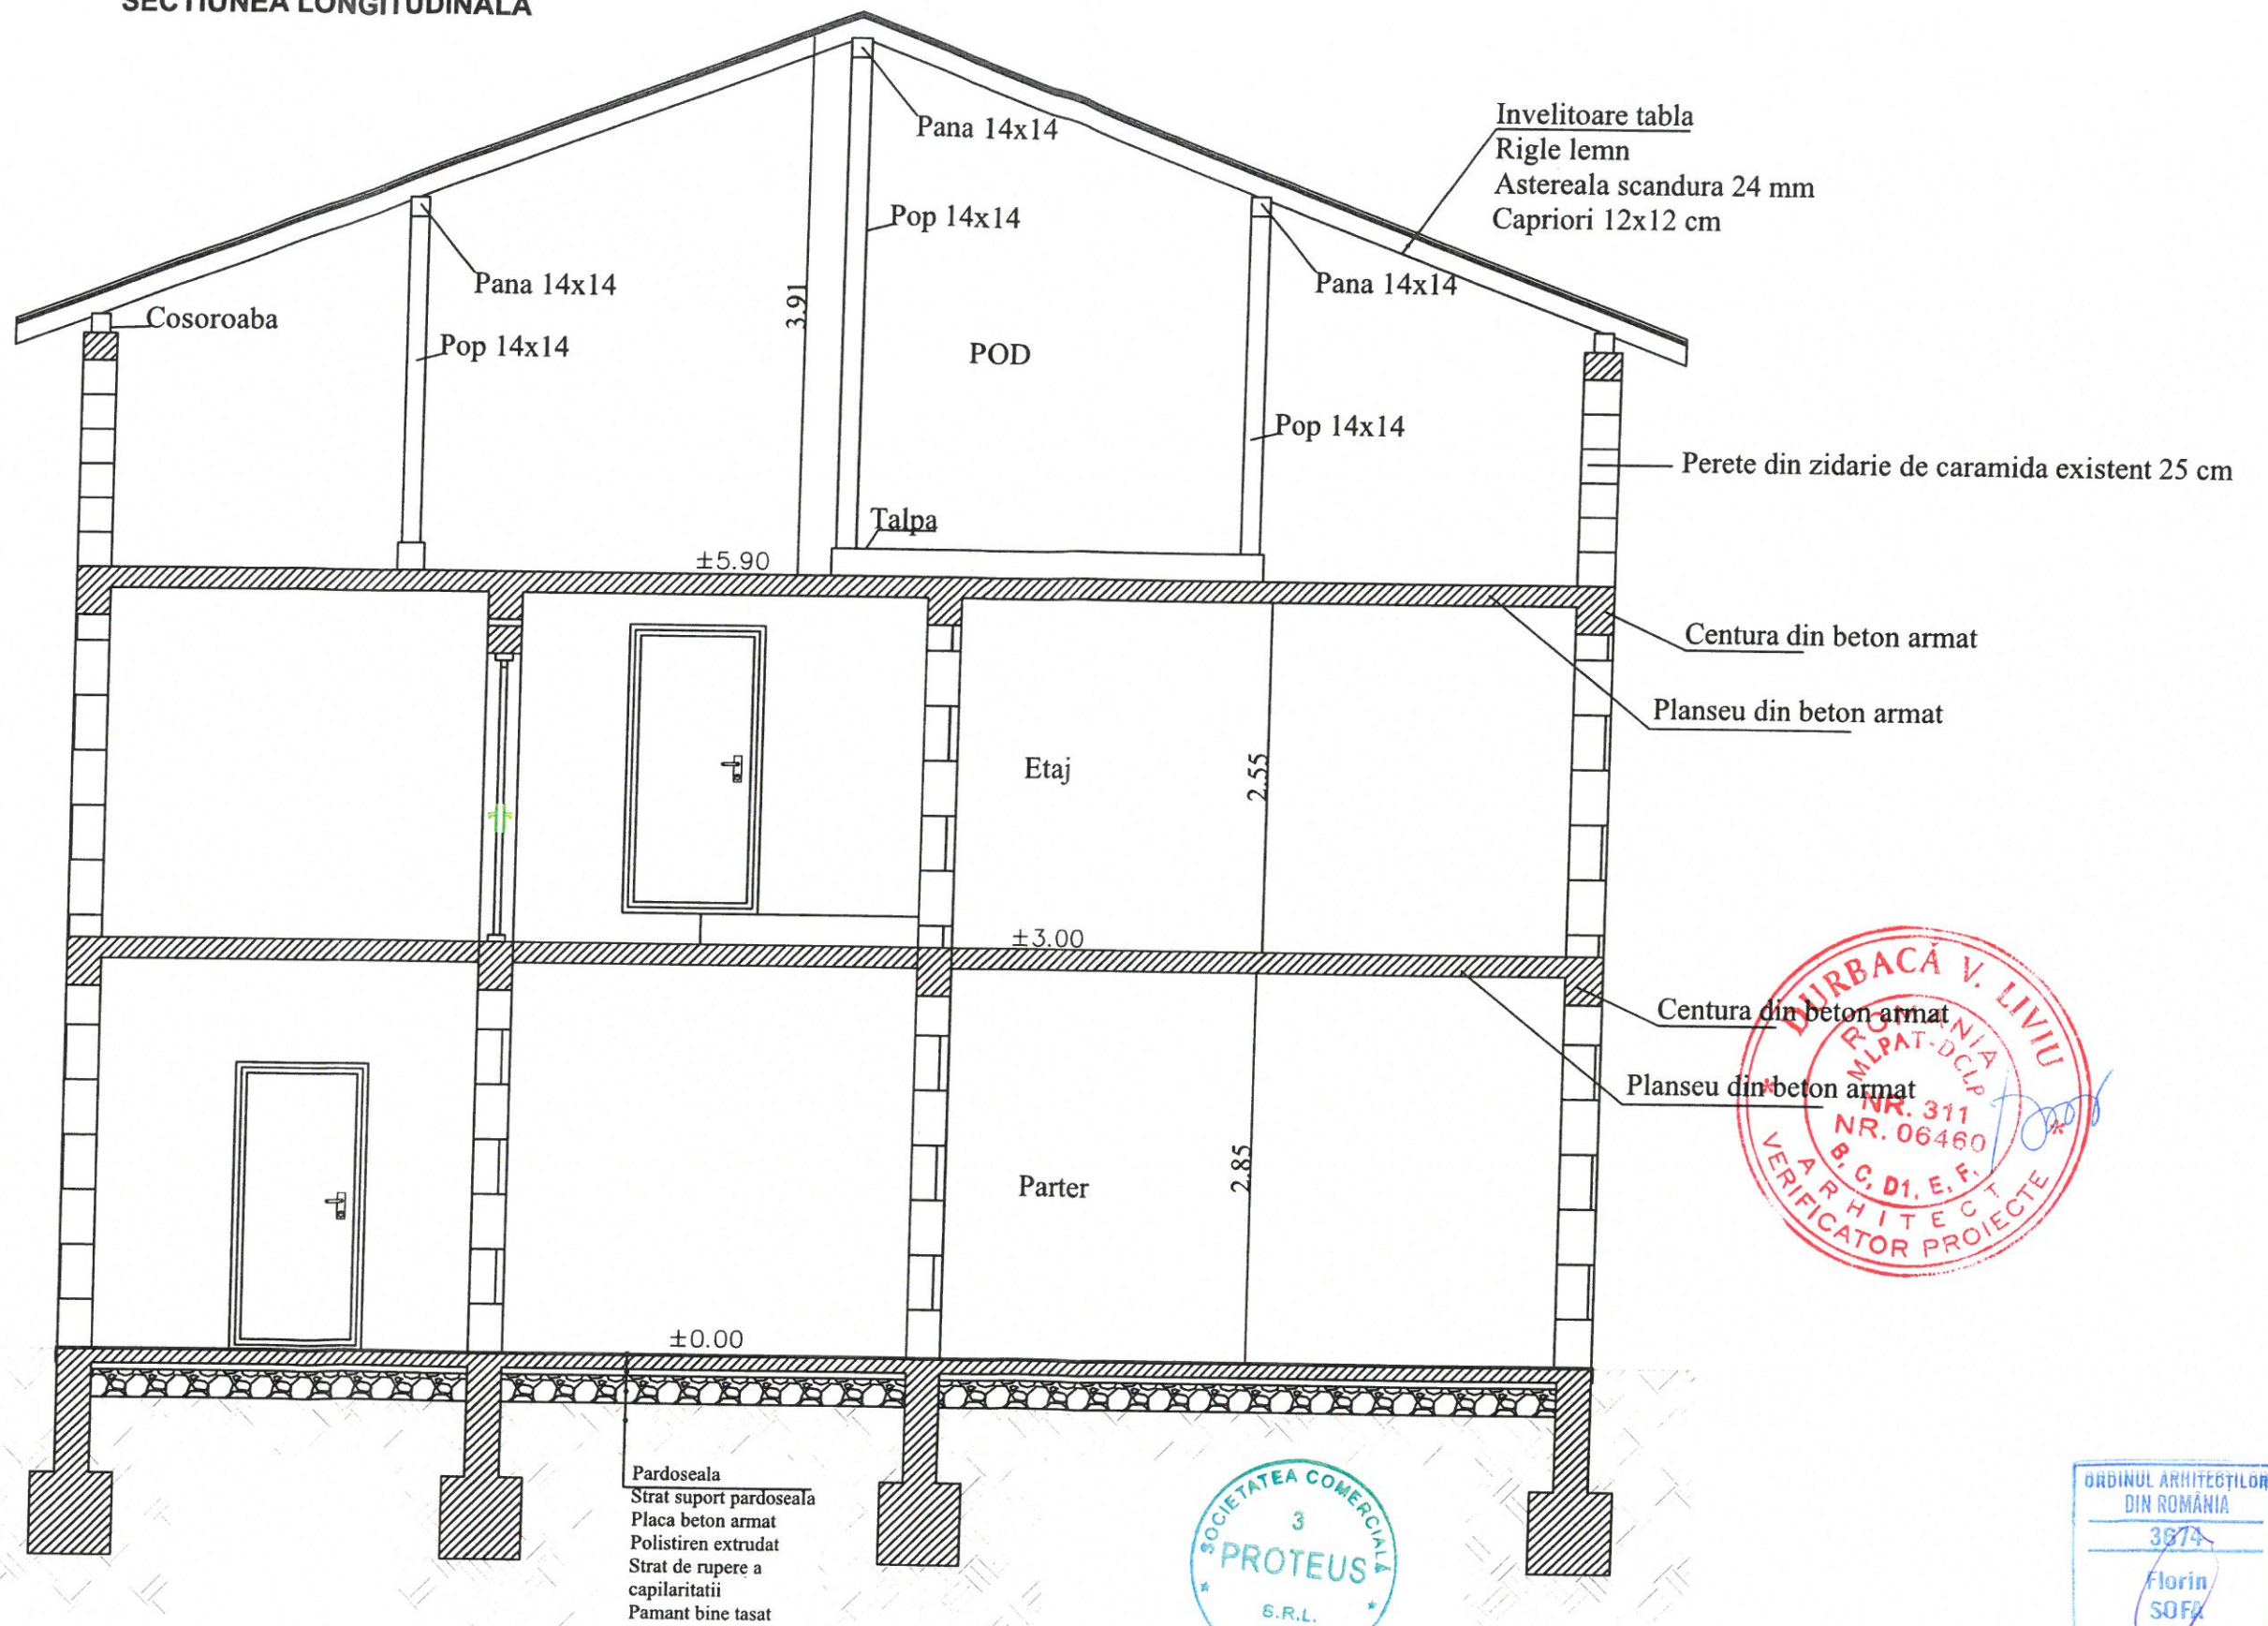 SECTIUNEA LONGITUDINALA
Pana 14x14
Invelitoare tabla
Rigle lemn
Astereala scandura 24 mm
Capriori 12x12 cm
Pop 14x14
Pana 14x14
3.91
Pana 14x14
Cosoroaba
Pop 14x14
POD
Pop 14x14
Perete din zidarie de caramida existent 25 cm
Talpa
±5.90
Centura din beton armat
Planseu din beton armat
Etaj
2.55
±3.00
Centura din beton armat
Planseu din beton armat
DURBACĂ V. LIVIU
ROMANIA
MLPAT-DCLP
NR. 311
NR. 06460
B, C, D1, E, F.
ARHITECT
VERIFICATOR PROIECTE
Parter
2.85
±0.00
Pardoseala
Strat suport pardoseala
Placa beton armat
Polistiren extrudat
Strat de rupere a
capilaritatii
Pamant bine tasat
SOCIETATEA COMERCIALĂ
3
PROTEUS
S.R.L.
ORDINUL ARHITECȚILOR
DIN ROMÂNIA
3674
Florin
SOFA